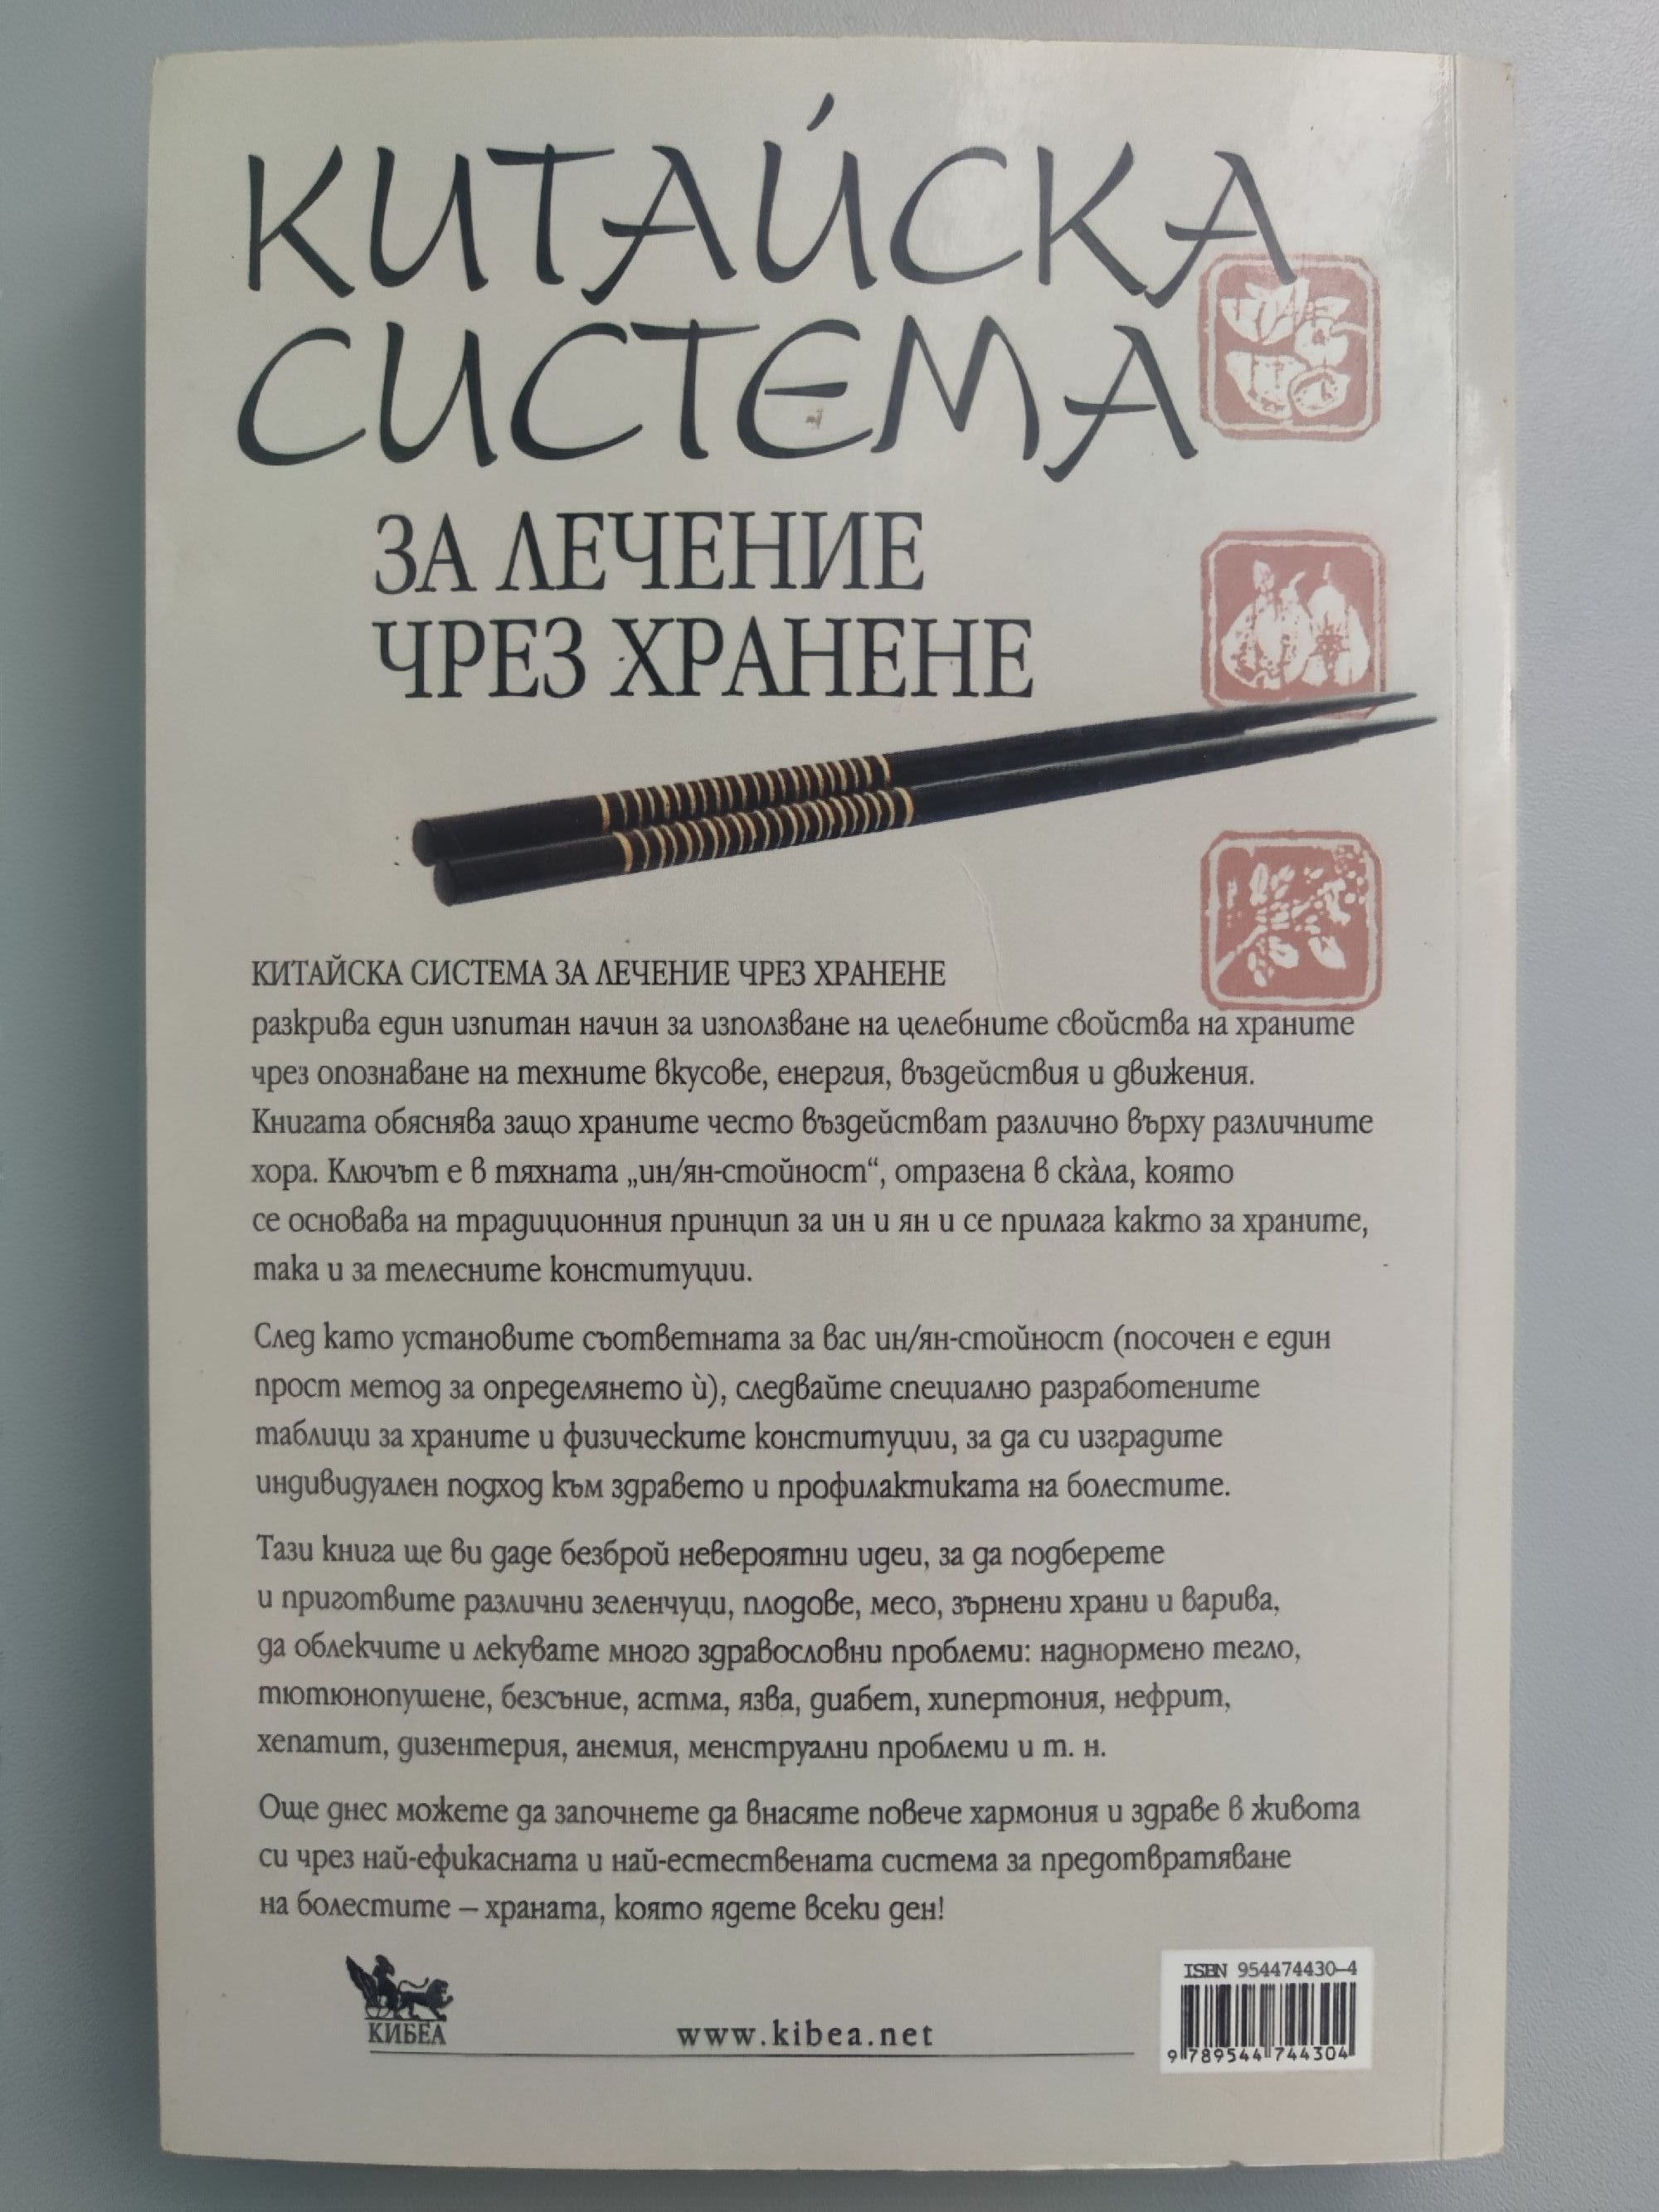 КИТАЙСКА
СИСТЕМА
ЗА ЛЕЧЕНИЕ
ЧРЕЗ ХРАНЕНЕ
КИТАЙСКА СИСТЕМА ЗА ЛЕЧЕНИЕ ЧРЕЗ ХРАНЕНЕ
разкрива един изпитан начин за използване на целебните свойства на храните
чрез опознаване на техните вкусове, енергия, въздействия и движения.
Книгата обяснява защо храните често въздействат различно върху различните
хора. Ключът е в тяхната „ин/ян-стойност“, отразена в ска̀ла, която
се основава на традиционния принцип за ин и ян и се прилага както за храните,
така и за телесните конституции.
След като установите съответната за вас ин/ян-стойност (посочен е един
прост метод за определянето ѝ), следвайте специално разработените
таблици за храните и физическите конституции, за да си изградите
индивидуален подход към здравето и профилактиката на болестите.
Тази книга ще ви даде безброй невероятни идеи, за да подберете
и приготвите различни зеленчуци, плодове, месо, зърнени храни и варива,
да облекчите и лекувате много здравословни проблеми: наднормено тегло,
тютюнопушене, безсъние, астма, язва, диабет, хипертония, нефрит,
хепатит, дизентерия, анемия, менструални проблеми и т. н.
Още днес можете да започнете да внасяте повече хармония и здраве в живота
си чрез най-ефикасната и най-естествената система за предотвратяване
на болестите – храната, която ядете всеки ден!
КИБЕА
www.kibea.net
ISBN 954474430-4
9 789544 744304